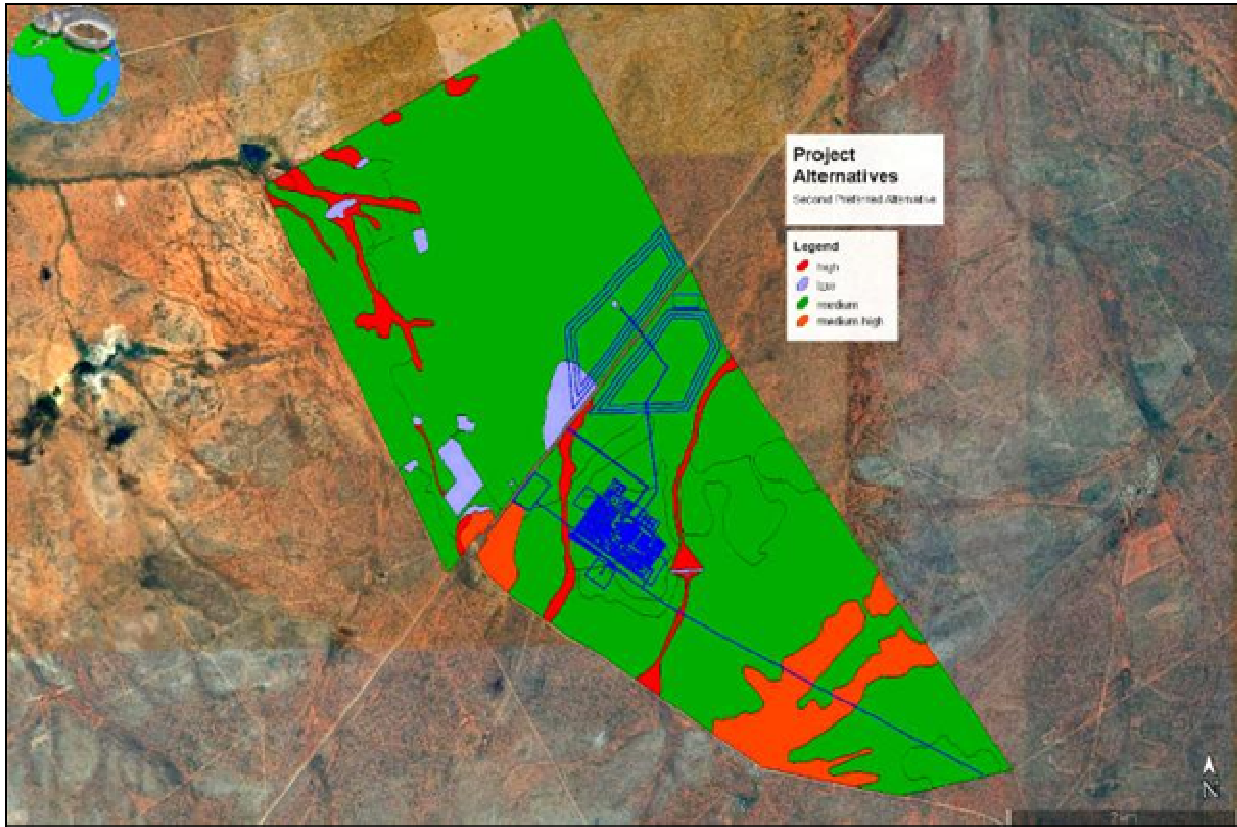 Project
Alternatives
Second Preferred Alternative
Legend
high
low
medium
medium high
N